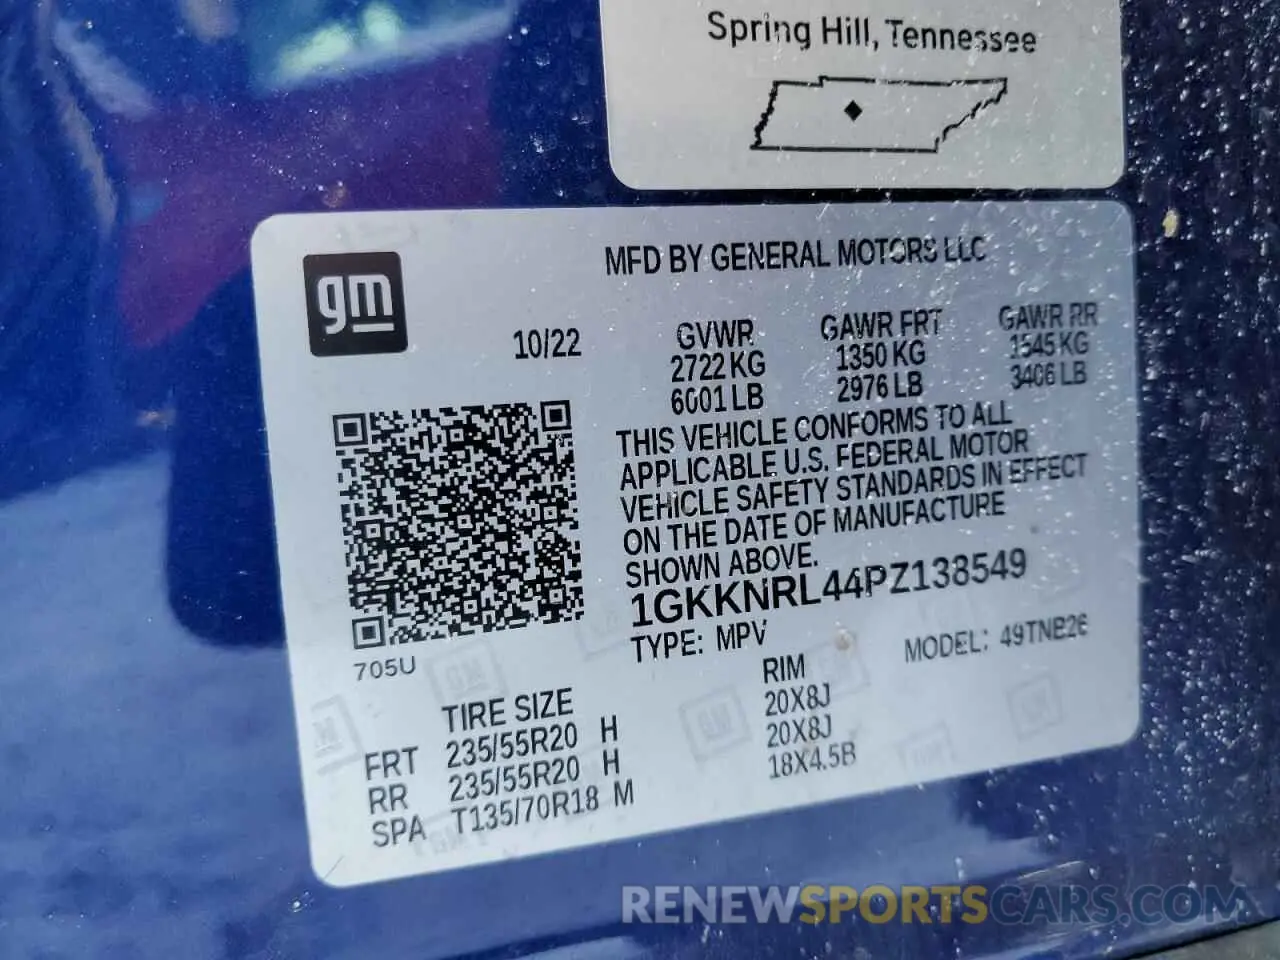 Spring Hill, Tennessee
gm
MFD BY GENERAL MOTORS LLC
10/22
GVWR GAWR FRT GAWR RR
2722 KG 1350 KG 1545 KG
6001 LB 2976 LB 3406 LB
THIS VEHICLE CONFORMS TO ALL
APPLICABLE U.S. FEDERAL MOTOR
VEHICLE SAFETY STANDARDS IN EFFECT
ON THE DATE OF MANUFACTURE
SHOWN ABOVE.
1GKKNRL44PZ138549
TYPE: MPV MODEL: 49TNB26
705U
TIRE SIZE RIM
FRT 235/55R20 H 20X8J
RR 235/55R20 H 20X8J
SPA T135/70R18 M 18X4.5B
RENEWSPORTSCARS.COM